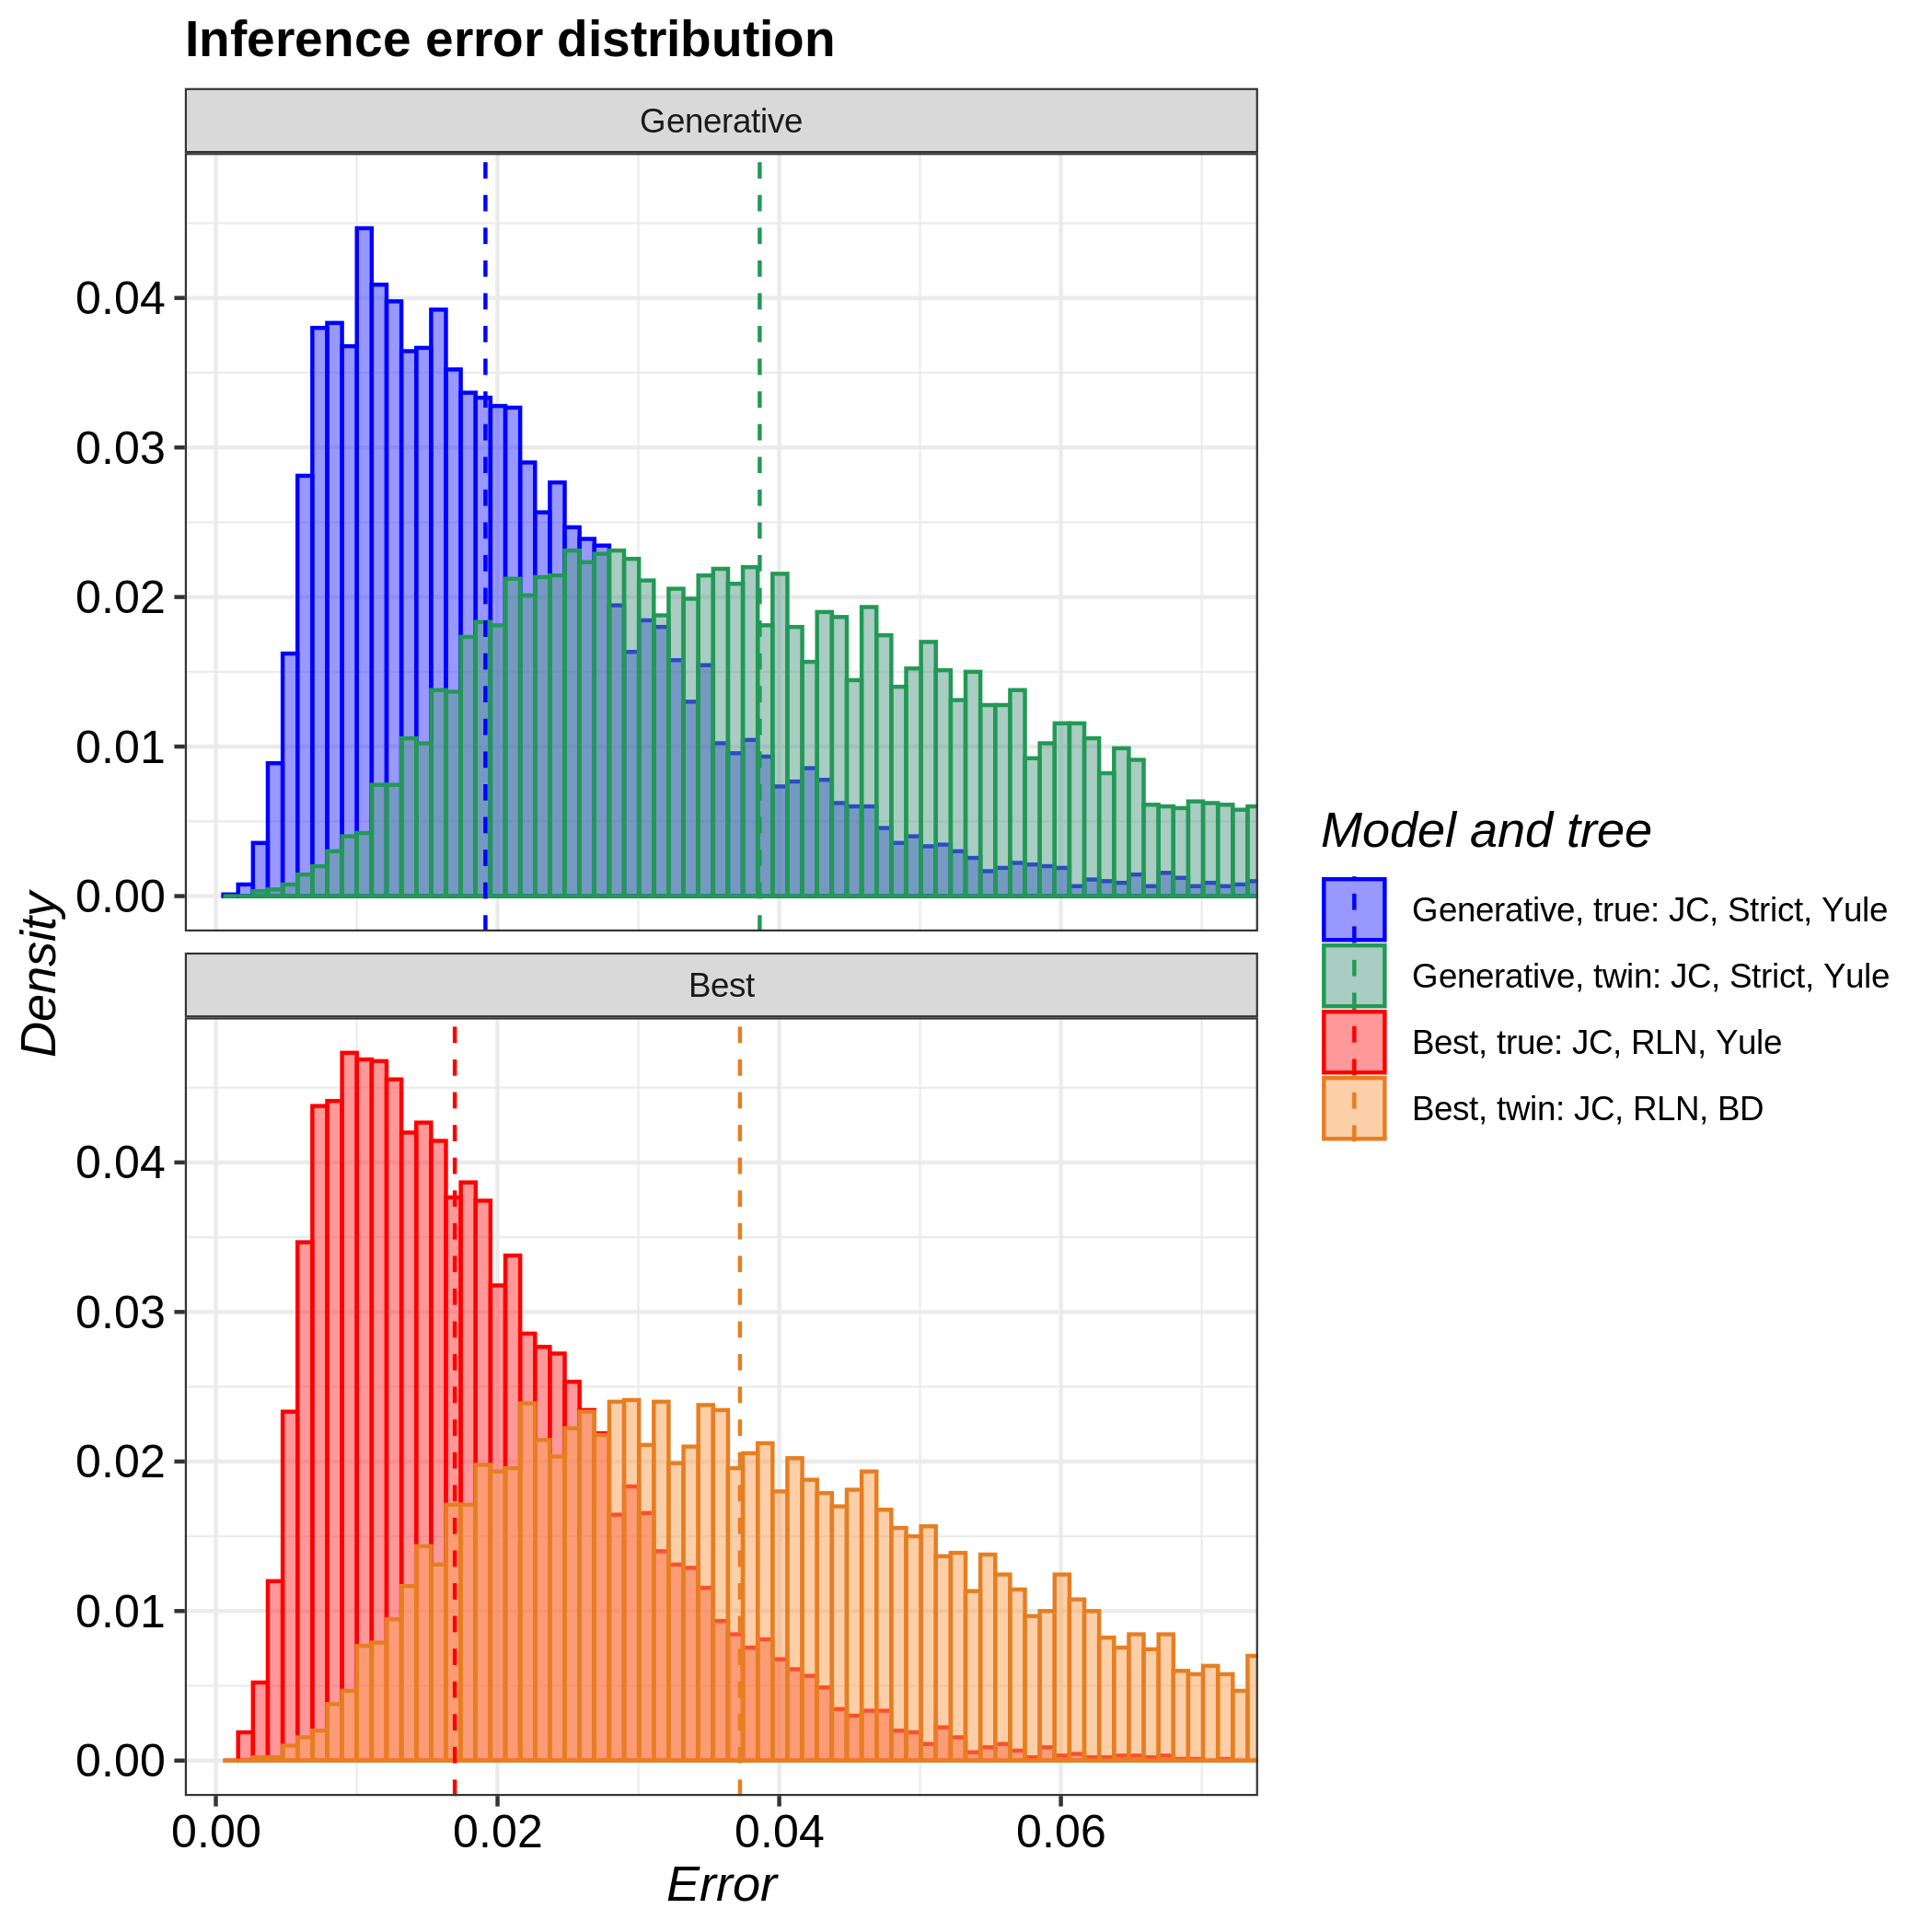 Inference error distribution
Generative
0.04
0.03
0.02
0.01
0.00
Best
0.04
0.03
0.02
0.01
0.00
0.00 0.02 0.04 0.06
Error
Density
Model and tree
Generative, true: JC, Strict, Yule
Generative, twin: JC, Strict, Yule
Best, true: JC, RLN, Yule
Best, twin: JC, RLN, BD